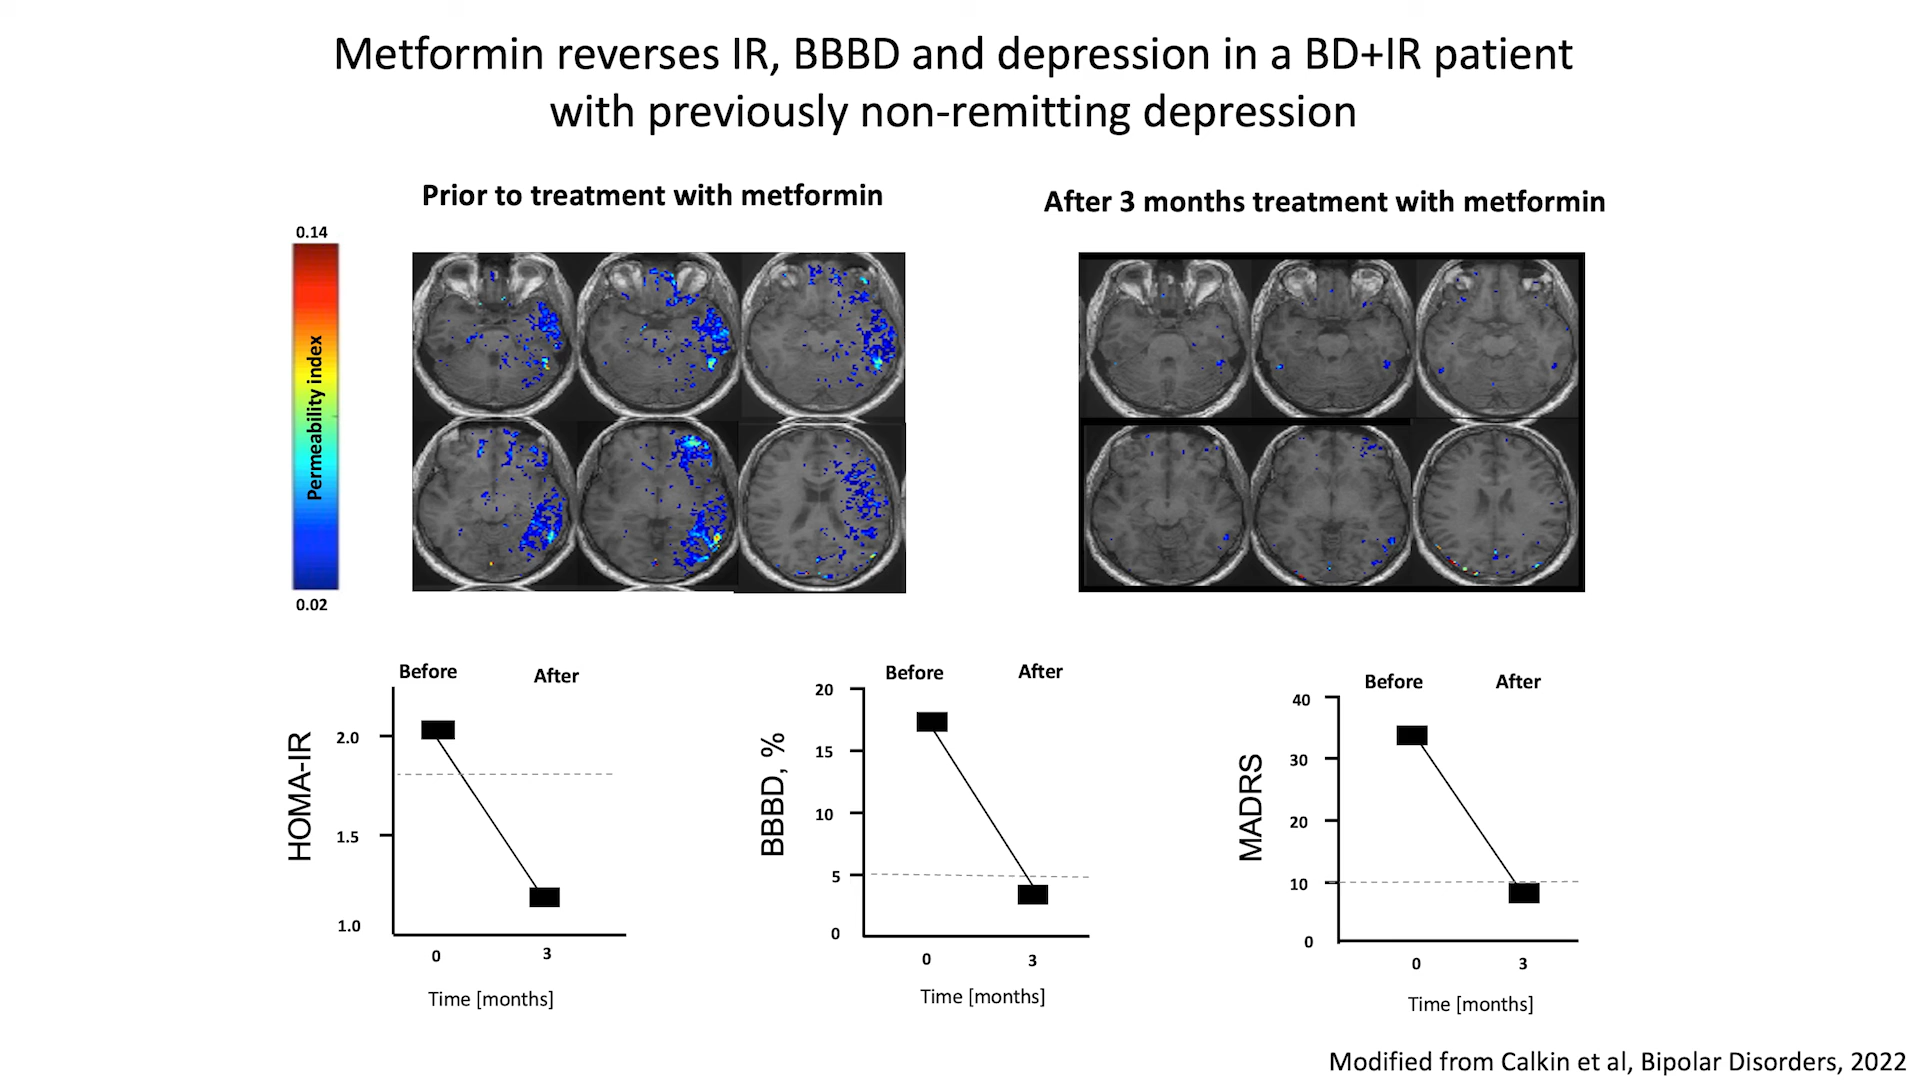 Metformin reverses IR, BBBD and depression in a BD+IR patient
with previously non-remitting depression
Prior to treatment with metformin
After 3 months treatment with metformin
0.14
Permeability index
0.02
Before
After
HOMA-IR
2.0
1.5
1.0
0
3
Time [months]
Before
After
BBBD, %
20
15
10
5
0
0
3
Time [months]
Before
After
MADRS
40
30
20
10
0
0
3
Time [months]
Modified from Calkin et al, Bipolar Disorders, 2022